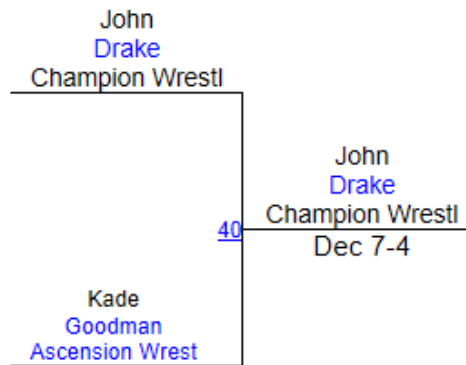 John
Drake
Champion Wrestl
John
Drake
Champion Wrestl
40
Dec 7-4
Kade
Goodman
Ascension Wrest